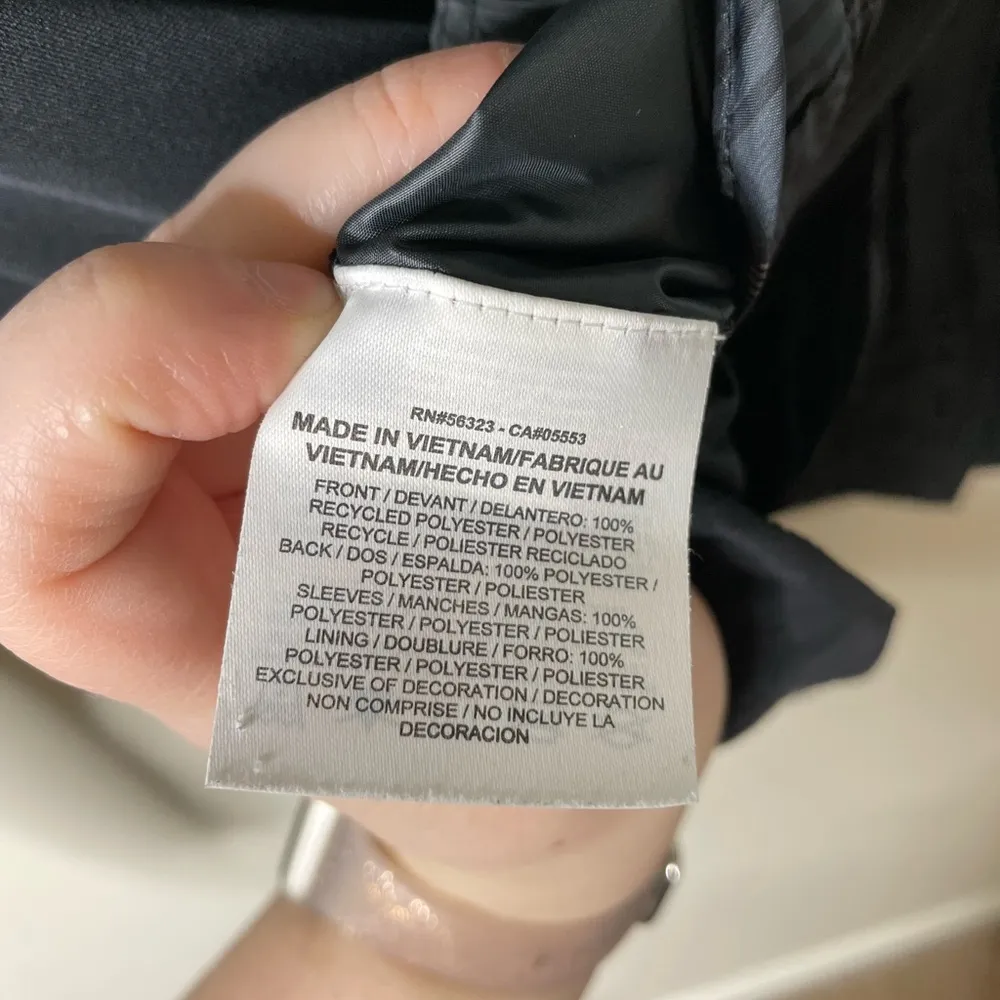 RN#56323 - CA#05553
MADE IN VIETNAM/FABRIQUE AU
VIETNAM/HECHO EN VIETNAM
FRONT / DEVANT / DELANTERO: 100%
RECYCLED POLYESTER / POLYESTER
RECYCLE / POLIESTER RECICLADO
BACK / DOS / ESPALDA: 100% POLYESTER /
POLYESTER / POLIESTER
SLEEVES / MANCHES / MANGAS: 100%
POLYESTER / POLYESTER / POLIESTER
LINING / DOUBLURE / FORRO: 100%
POLYESTER / POLYESTER / POLIESTER
EXCLUSIVE OF DECORATION / DECORATION
NON COMPRISE / NO INCLUYE LA
DECORACION